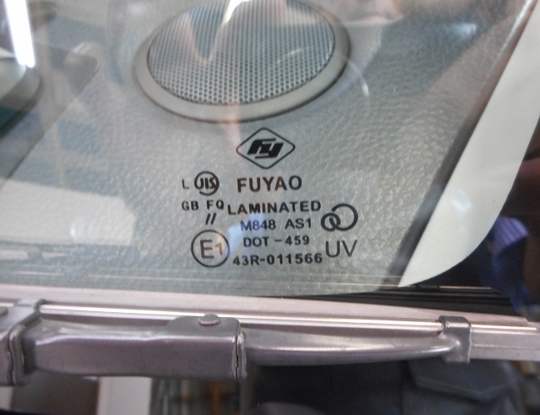 fy
L JIS FUYAO
GB FQ LAMINATED
// M848 AS1
E1 DOT-459 UV
43R-011566